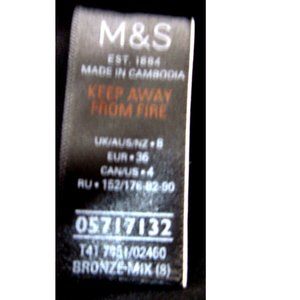 M&S
EST. 1884
MADE IN CAMBODIA
KEEP AWAY
FROM FIRE
UK/AUS/NZ • 8
EUR • 36
CAN/US • 4
RU • 152/176-82-90
05717132
T41 7051/02460
BRONZE-MIX (8)